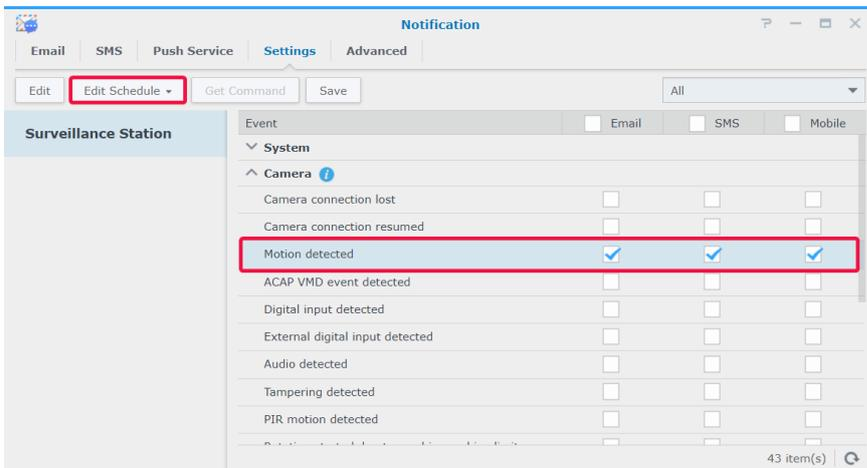 Notification
Email SMS Push Service Settings Advanced
Edit Edit Schedule Get Command Save All
Surveillance Station
Event Email SMS Mobile
System
Camera
Camera connection lost
Camera connection resumed
Motion detected
ACAP VMD event detected
Digital input detected
External digital input detected
Audio detected
Tampering detected
PIR motion detected
43 item(s)